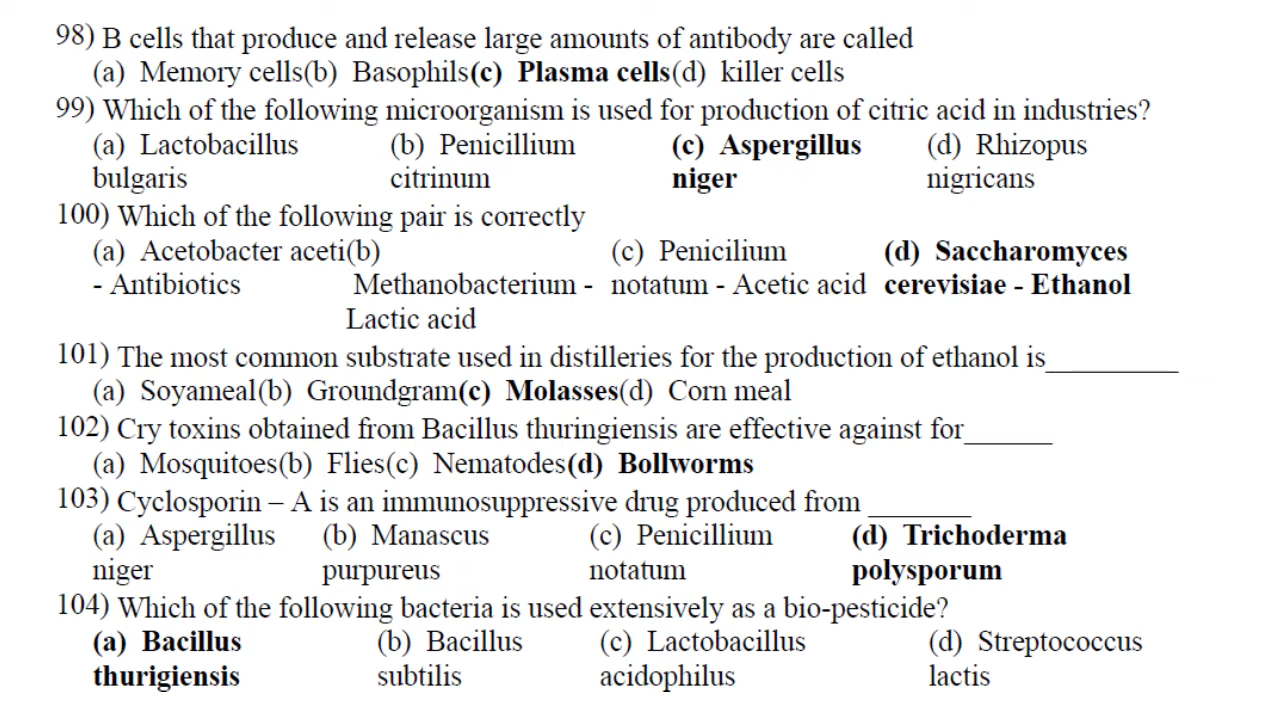 98) B cells that produce and release large amounts of antibody are called
(a) Memory cells(b) Basophils(c) Plasma cells(d) killer cells
99) Which of the following microorganism is used for production of citric acid in industries?
(a) Lactobacillus (b) Penicillium (c) Aspergillus (d) Rhizopus
bulgaris citrinum niger nigricans
100) Which of the following pair is correctly
(a) Acetobacter aceti(b) (c) Penicilium (d) Saccharomyces
- Antibiotics Methanobacterium - notatum - Acetic acid cerevisiae - Ethanol
Lactic acid
101) The most common substrate used in distilleries for the production of ethanol is_________
(a) Soyameal(b) Groundgram(c) Molasses(d) Corn meal
102) Cry toxins obtained from Bacillus thuringiensis are effective against for______
(a) Mosquitoes(b) Flies(c) Nematodes(d) Bollworms
103) Cyclosporin – A is an immunosuppressive drug produced from _______
(a) Aspergillus (b) Manascus (c) Penicillium (d) Trichoderma
niger purpureus notatum polysporum
104) Which of the following bacteria is used extensively as a bio-pesticide?
(a) Bacillus (b) Bacillus (c) Lactobacillus (d) Streptococcus
thurigiensis subtilis acidophilus lactis